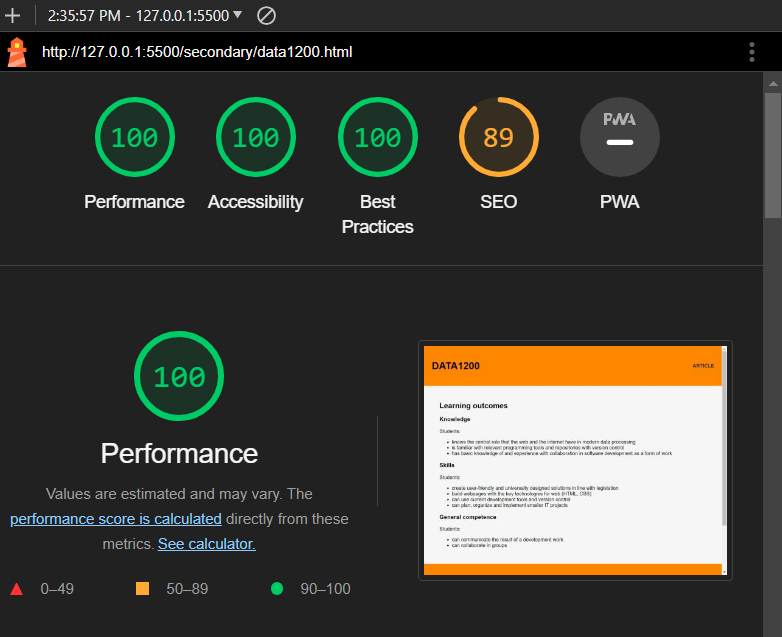 2:35:57 PM - 127.0.0.1:5500
http://127.0.0.1:5500/secondary/data1200.html
100
100
100
89
PWA
Performance
Accessibility
Best
Practices
SEO
PWA
100
Performance
Values are estimated and may vary. The
performance score is calculated directly from these
metrics. See calculator.
0–49
50–89
90–100
DATA1200
ARTICLE
Learning outcomes
Knowledge
Students:
knows the central role that the web and the internet have in modern data processing
is familiar with relevant programming tools and repositories with version control
has basic knowledge of and experience with collaboration in software development as a form of work
Skills
Students:
create user-friendly and universally designed solutions in line with legislation
build webpages with the key technologies for web (HTML, CSS)
can use current development tools and version control
can plan, organize and implement smaller IT projects
General competence
Students:
can communicate the result of a development work
can collaborate in groups